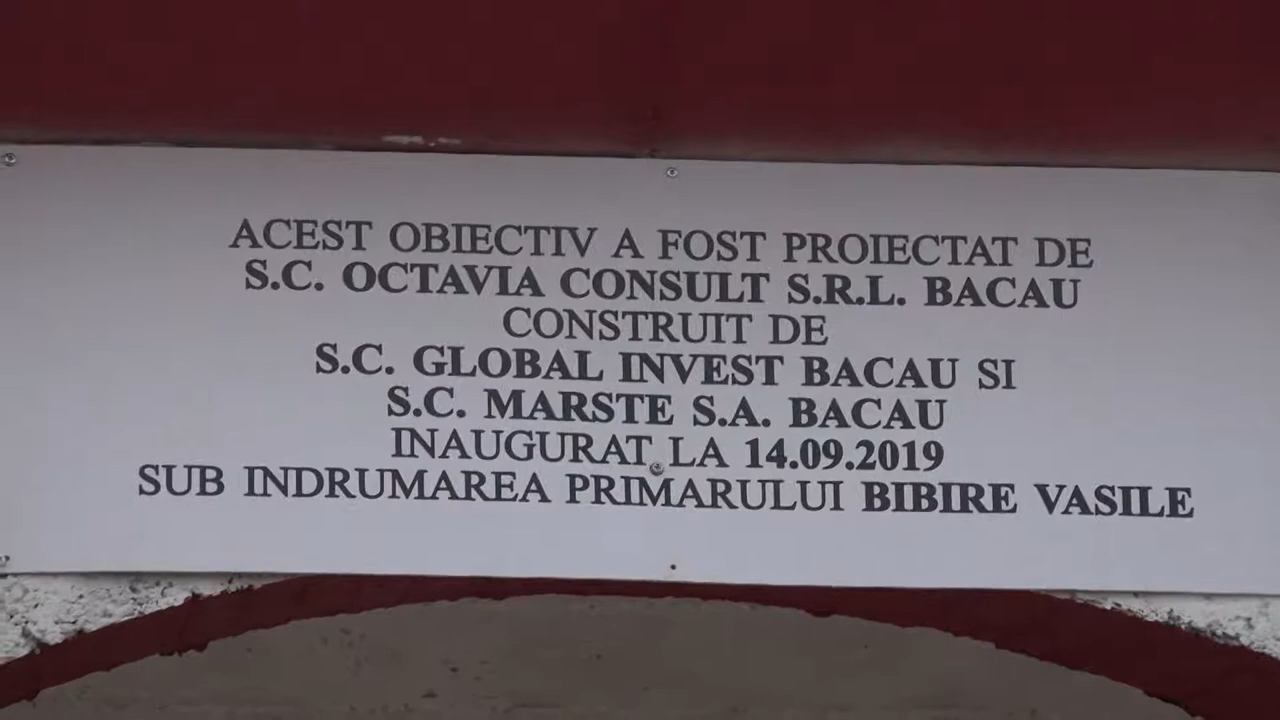 ACEST OBIECTIV A FOST PROIECTAT DE
S.C. OCTAVIA CONSULT S.R.L. BACAU
CONSTRUIT DE
S.C. GLOBAL INVEST BACAU SI
S.C. MARSTE S.A. BACAU
INAUGURAT LA 14.09.2019
SUB INDRUMAREA PRIMARULUI BIBIRE VASILE